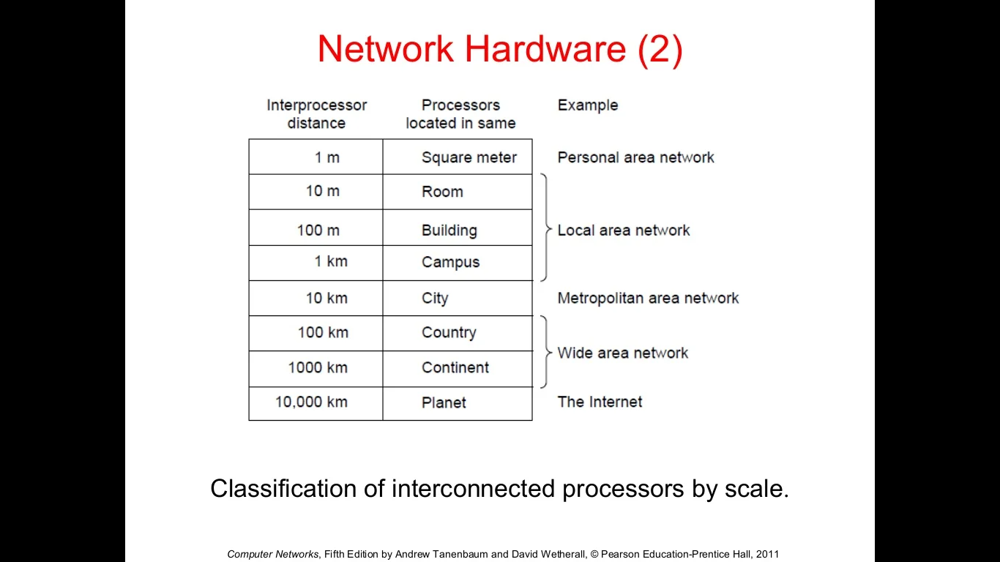 Network Hardware (2)
Interprocessor distance Processors located in same Example
1 m Square meter Personal area network
10 m Room
100 m Building Local area network
1 km Campus
10 km City Metropolitan area network
100 km Country
Wide area network
1000 km Continent
10,000 km Planet The Internet
Classification of interconnected processors by scale.
Computer Networks, Fifth Edition by Andrew Tanenbaum and David Wetherall, © Pearson Education-Prentice Hall, 2011